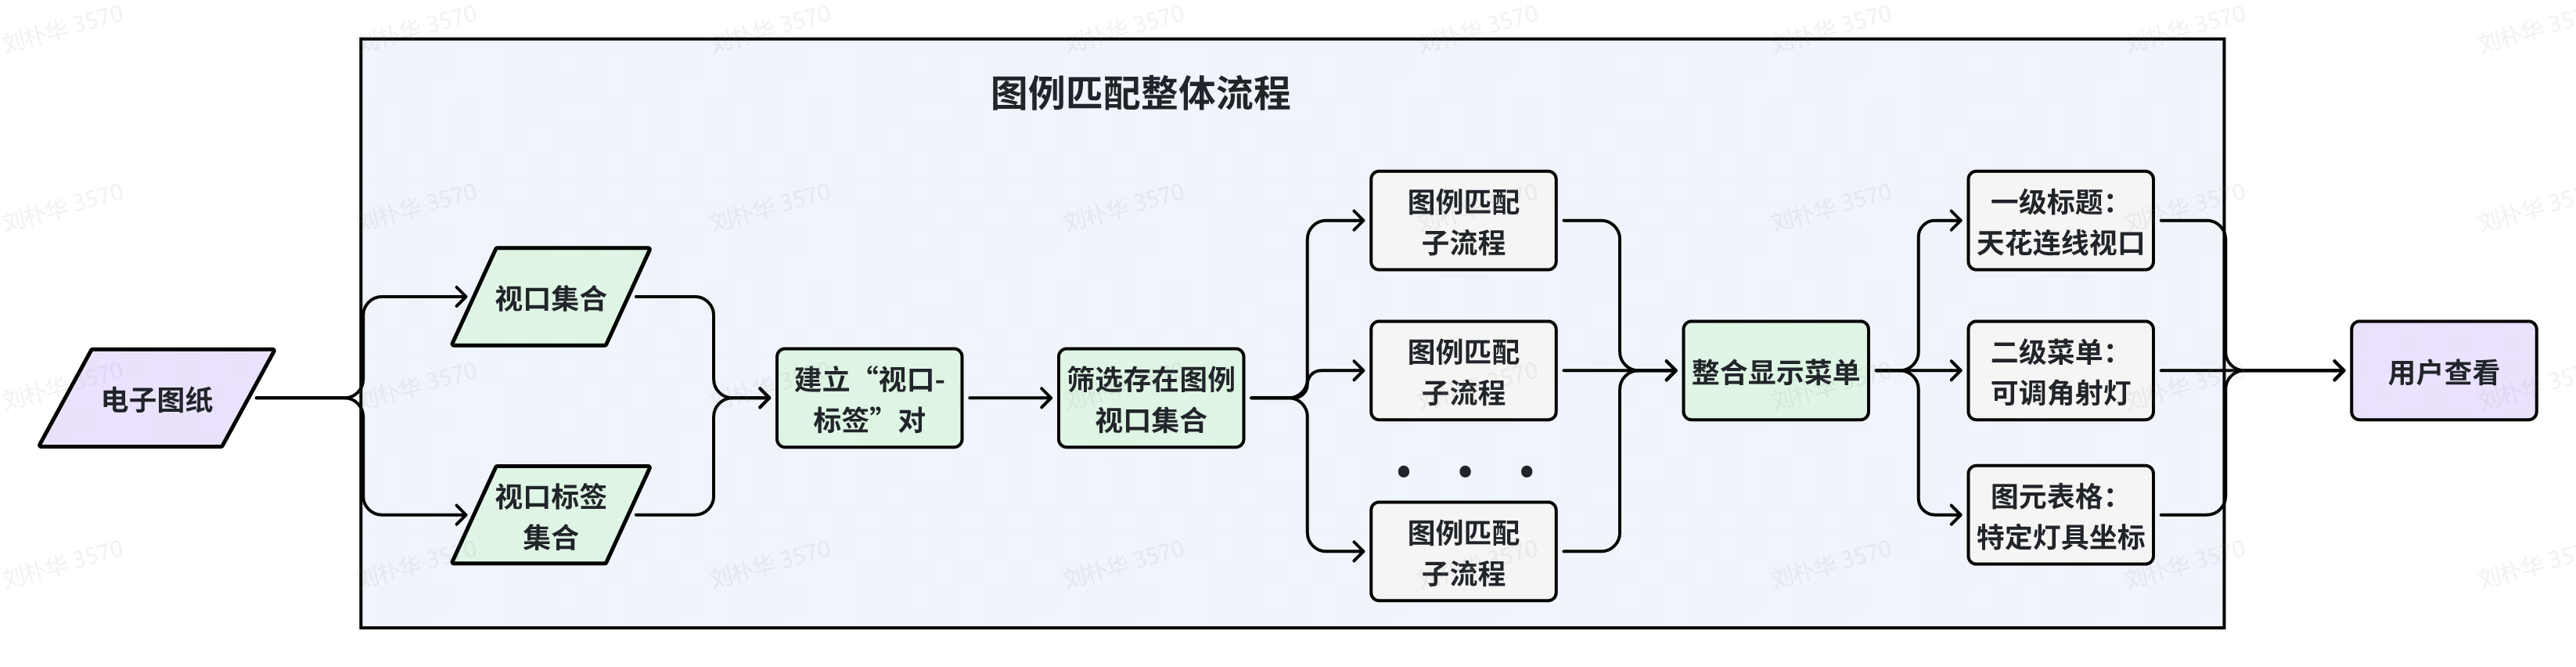 图例匹配整体流程
电子图纸
视口集合
视口标签
集合
建立“视口-
标签”对
筛选存在图例
视口集合
图例匹配
子流程
图例匹配
子流程
• • •
图例匹配
子流程
整合显示菜单
一级标题：
天花连线视口
二级菜单：
可调角射灯
图元表格：
特定灯具坐标
用户查看
刘朴华 3570